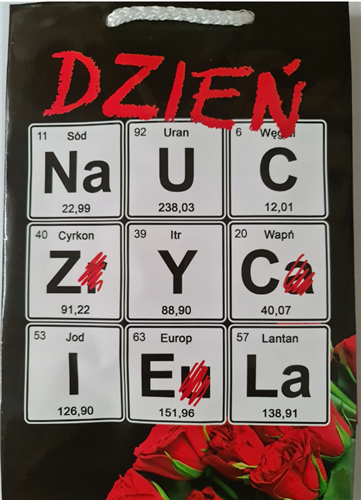 DZIEŃ
11 Sód 92 Uran 6 Węgiel
Na U C
22,99 238,03 12,01
40 Cyrkon 39 Itr 20 Wapń
Zr Y Ca
91,22 88,90 40,07
53 Jod 63 Europ 57 Lantan
I Eu La
126,90 151,96 138,91